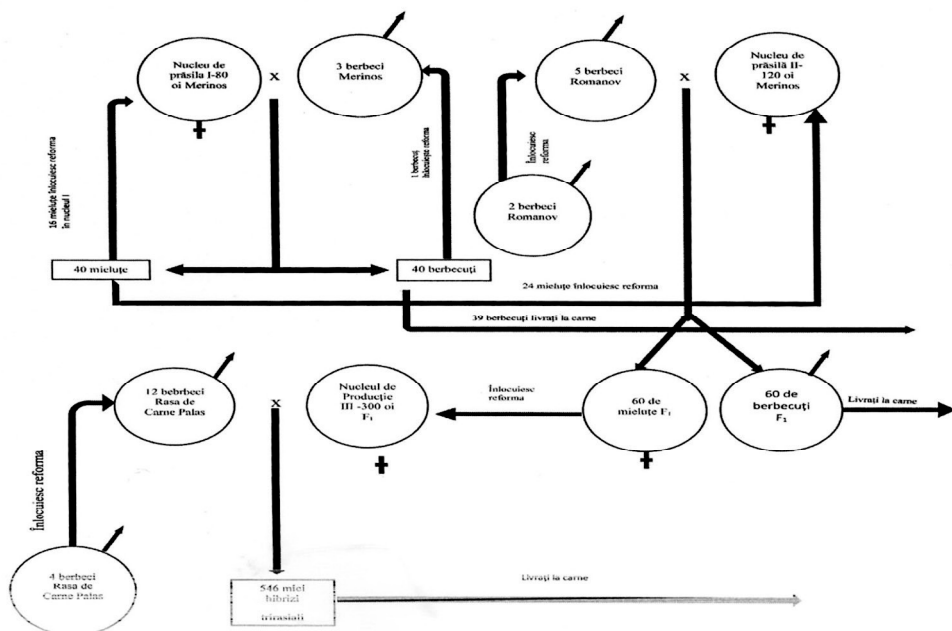 Nucleu de
prăsila I-80
oi Merinos
X
3 berbeci
Merinos
5 berbeci
Romanov
X
Nucleu de
prăsilă II-
120 oi
Merinos
16 mieluțe înlocuiesc reforma
în nucleul I
1 berbecuț
înlocuiește reforma
Înlocuiesc
reforma
2 berbeci
Romanov
40 mieluțe
40 berbecuți
24 mieluțe înlocuiesc reforma
39 berbecuți livrați la carne
12 bebrbeci
Rasa de
Carne Palas
X
Nucleul de
Producție
III -300 oi
F₁
Înlocuiesc
reforma
60 de
mieluțe F₁
60 de
berbecuți
F₁
Livrați la carne
Înlocuiesc reforma
4 berbeci
Rasa de
Carne Palas
546 miei
hibrizi
trirasiali
Livrați la carne